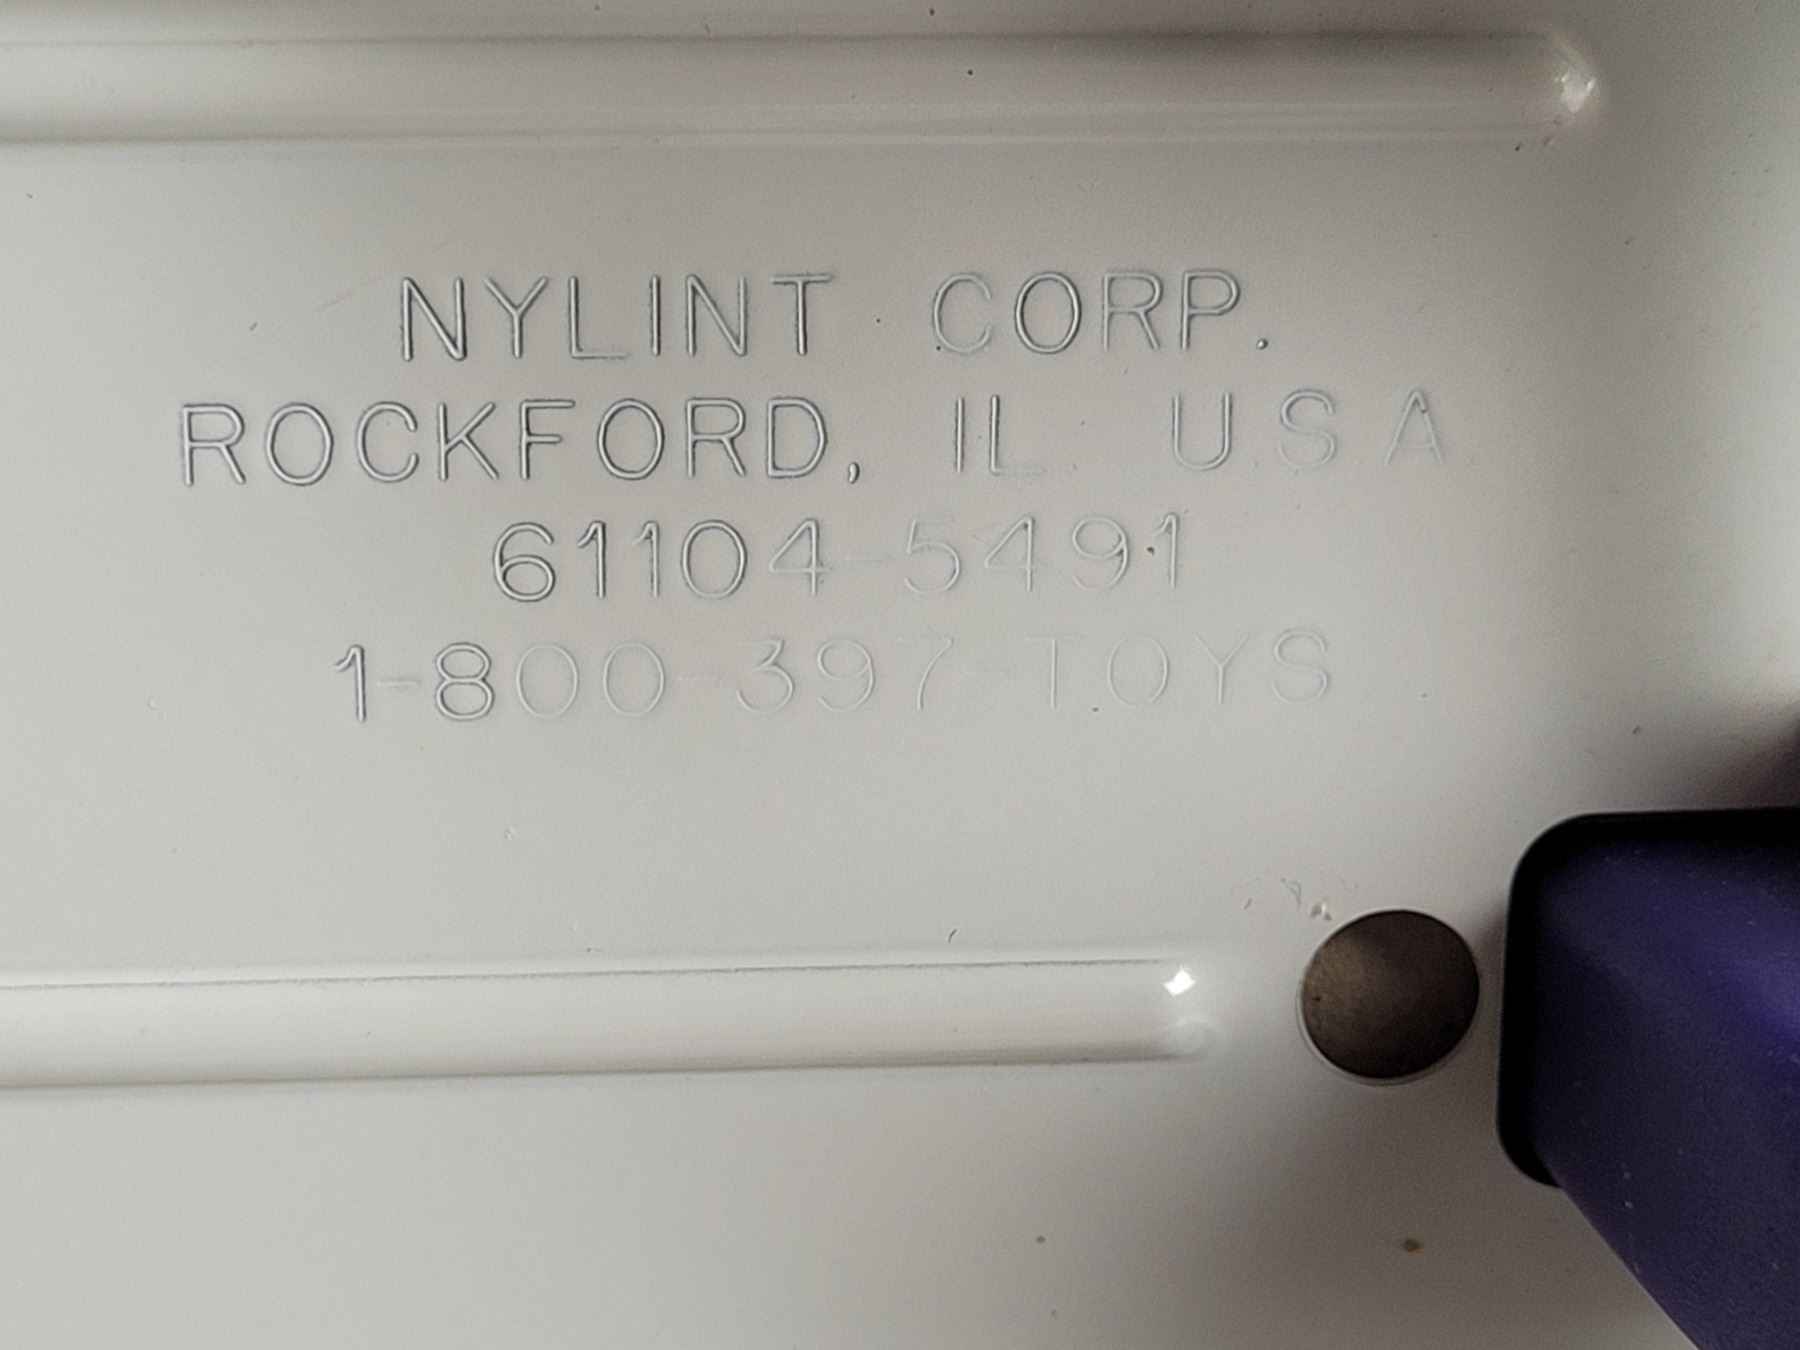 NYLINT CORP.
ROCKFORD, IL U.S.A.
61104-5491
1-800-397-TOYS